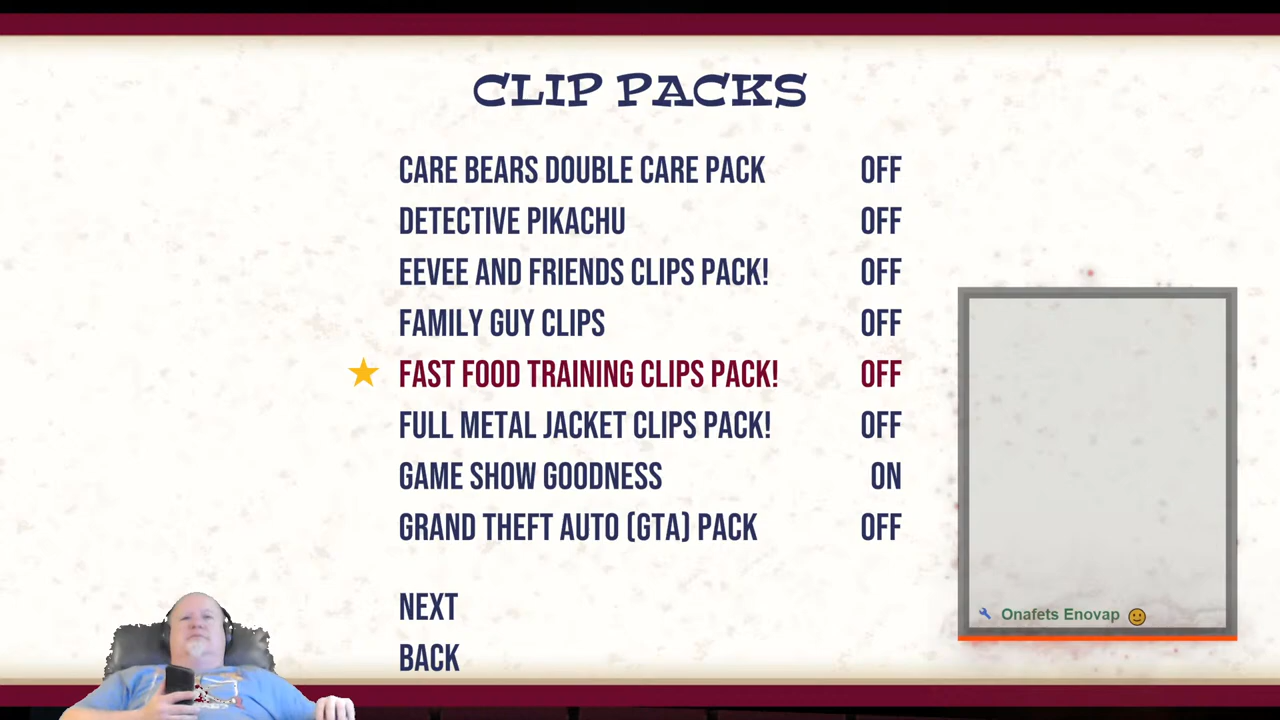 CLIP PACKS
CARE BEARS DOUBLE CARE PACK OFF
DETECTIVE PIKACHU OFF
EEVEE AND FRIENDS CLIPS PACK! OFF
FAMILY GUY CLIPS OFF
FAST FOOD TRAINING CLIPS PACK! OFF
FULL METAL JACKET CLIPS PACK! OFF
GAME SHOW GOODNESS ON
GRAND THEFT AUTO (GTA) PACK OFF
NEXT
BACK
Onafets Enovap